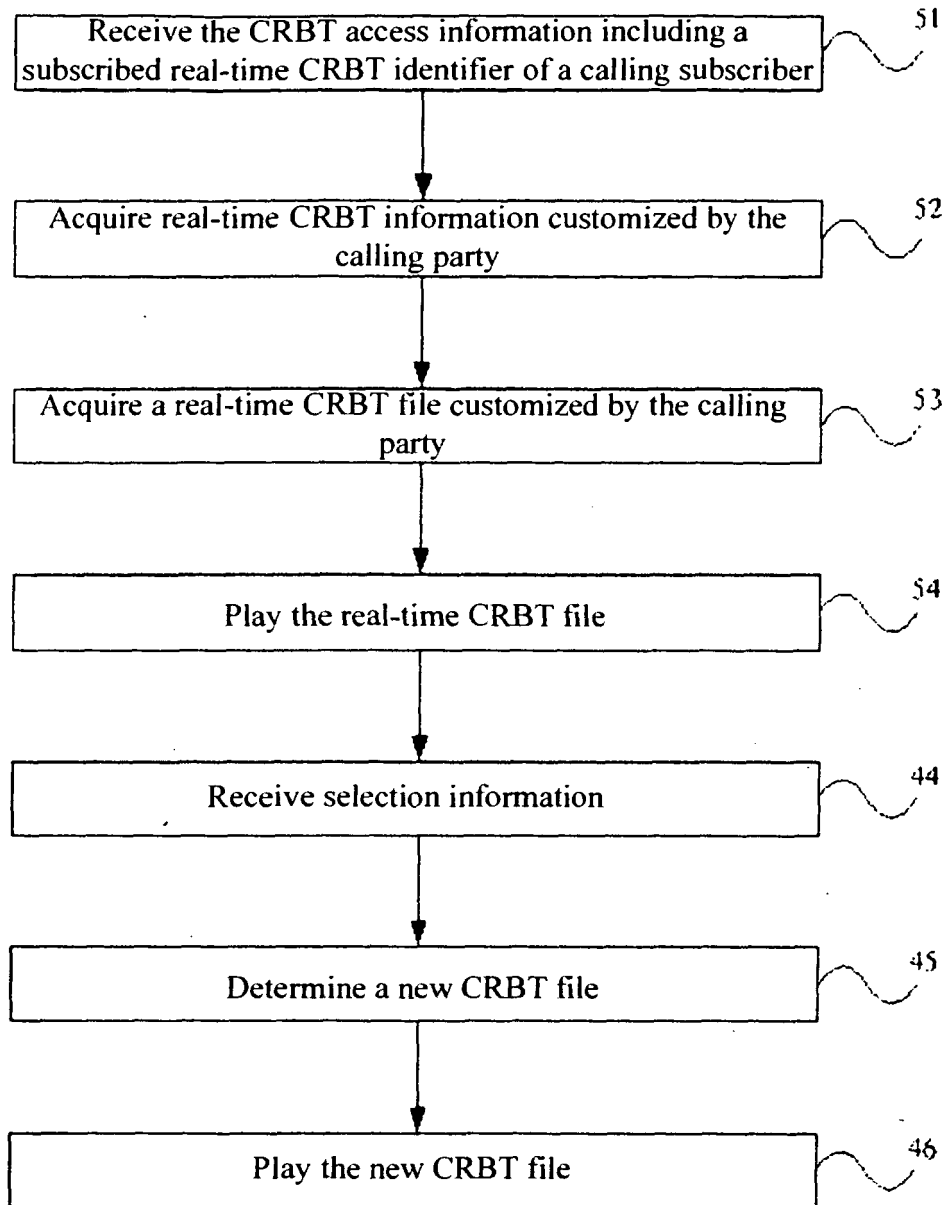 Receive the CRBT access information including a
subscribed real-time CRBT identifier of a calling subscriber
51
Acquire real-time CRBT information customized by the
calling party
52
Acquire a real-time CRBT file customized by the calling
party
53
Play the real-time CRBT file
54
Receive selection information
44
Determine a new CRBT file
45
Play the new CRBT file
46